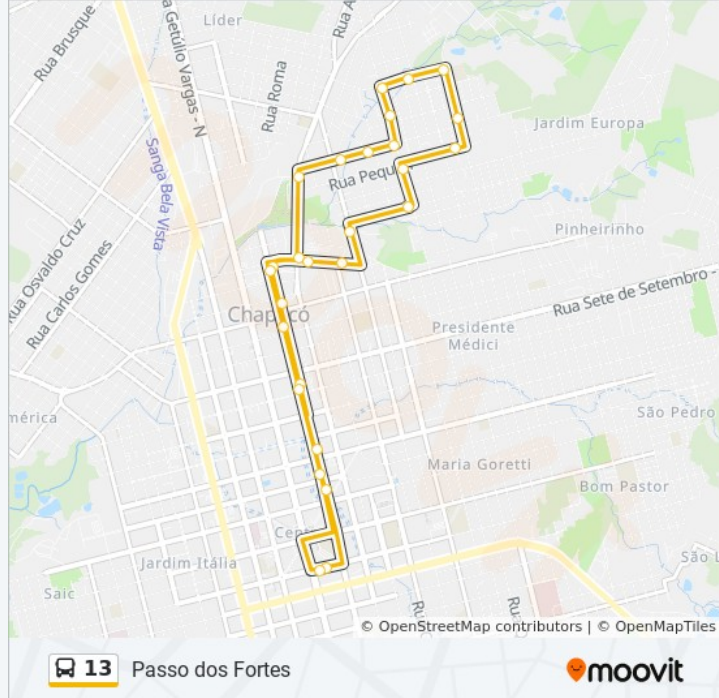 Líder
Rua Brusque
a Getúlio Vargas - N
Rua A
Rua Roma
Jardim Europa
Sanga Bela Vista
Rua Pequ
Pinheirinho
Rua Osvaldo Cruz
Rua Carlos Gomes
Rua Sete de Setembro -
Chapecó
Presidente
Médici
mérica
São Pedro
Maria Goretti
Bom Pastor
Cent
Jardim Itália
São L
Saic
© OpenStreetMap contributors | © OpenMapTiles
13 Passo dos Fortes
moovit